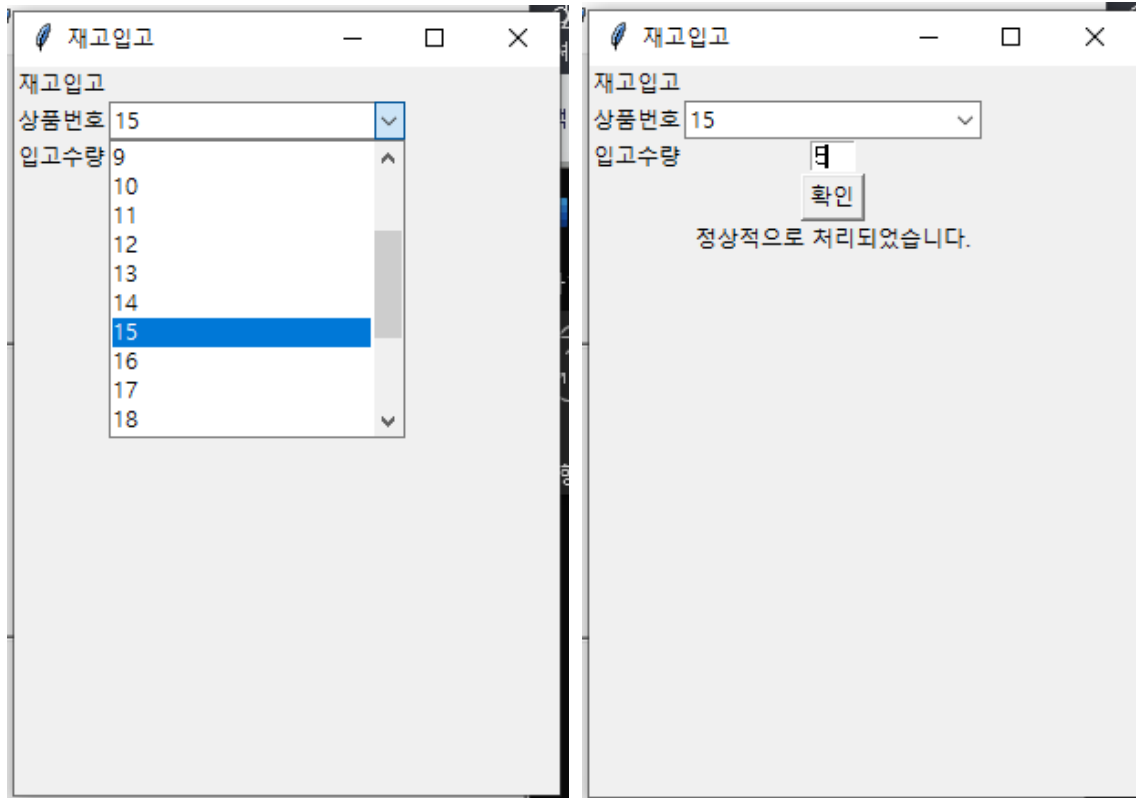 재고입고
재고입고
상품번호 15
입고수량 9
10
11
12
13
14
15
16
17
18
재고입고
재고입고
상품번호 15
입고수량
확인
정상적으로 처리되었습니다.